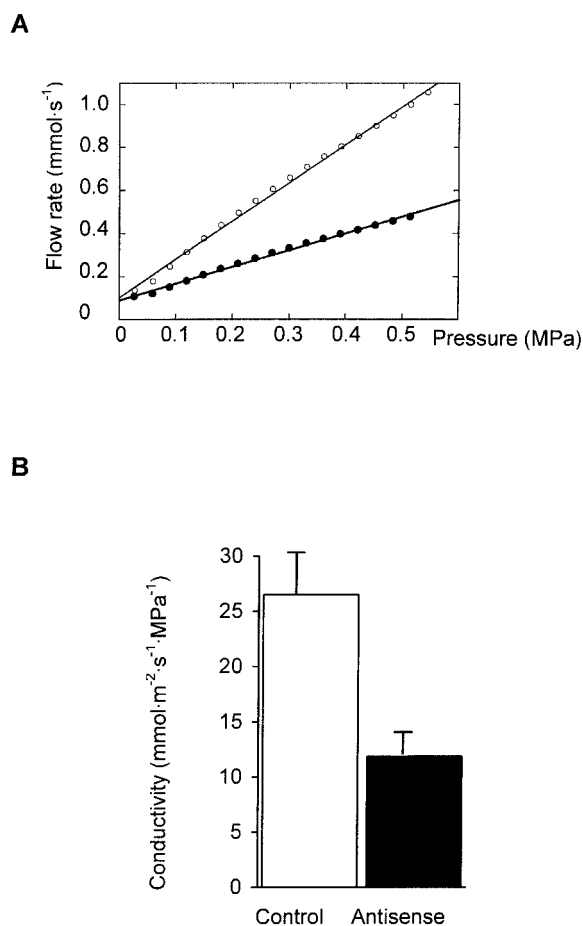 A
Flow rate (mmol·s⁻¹)
1.0
0.8
0.6
0.4
0.2
0
0 0.1 0.2 0.3 0.4 0.5 Pressure (MPa)
B
Conductivity (mmol·m⁻²·s⁻¹·MPa⁻¹)
30
25
20
15
10
5
0
Control Antisense